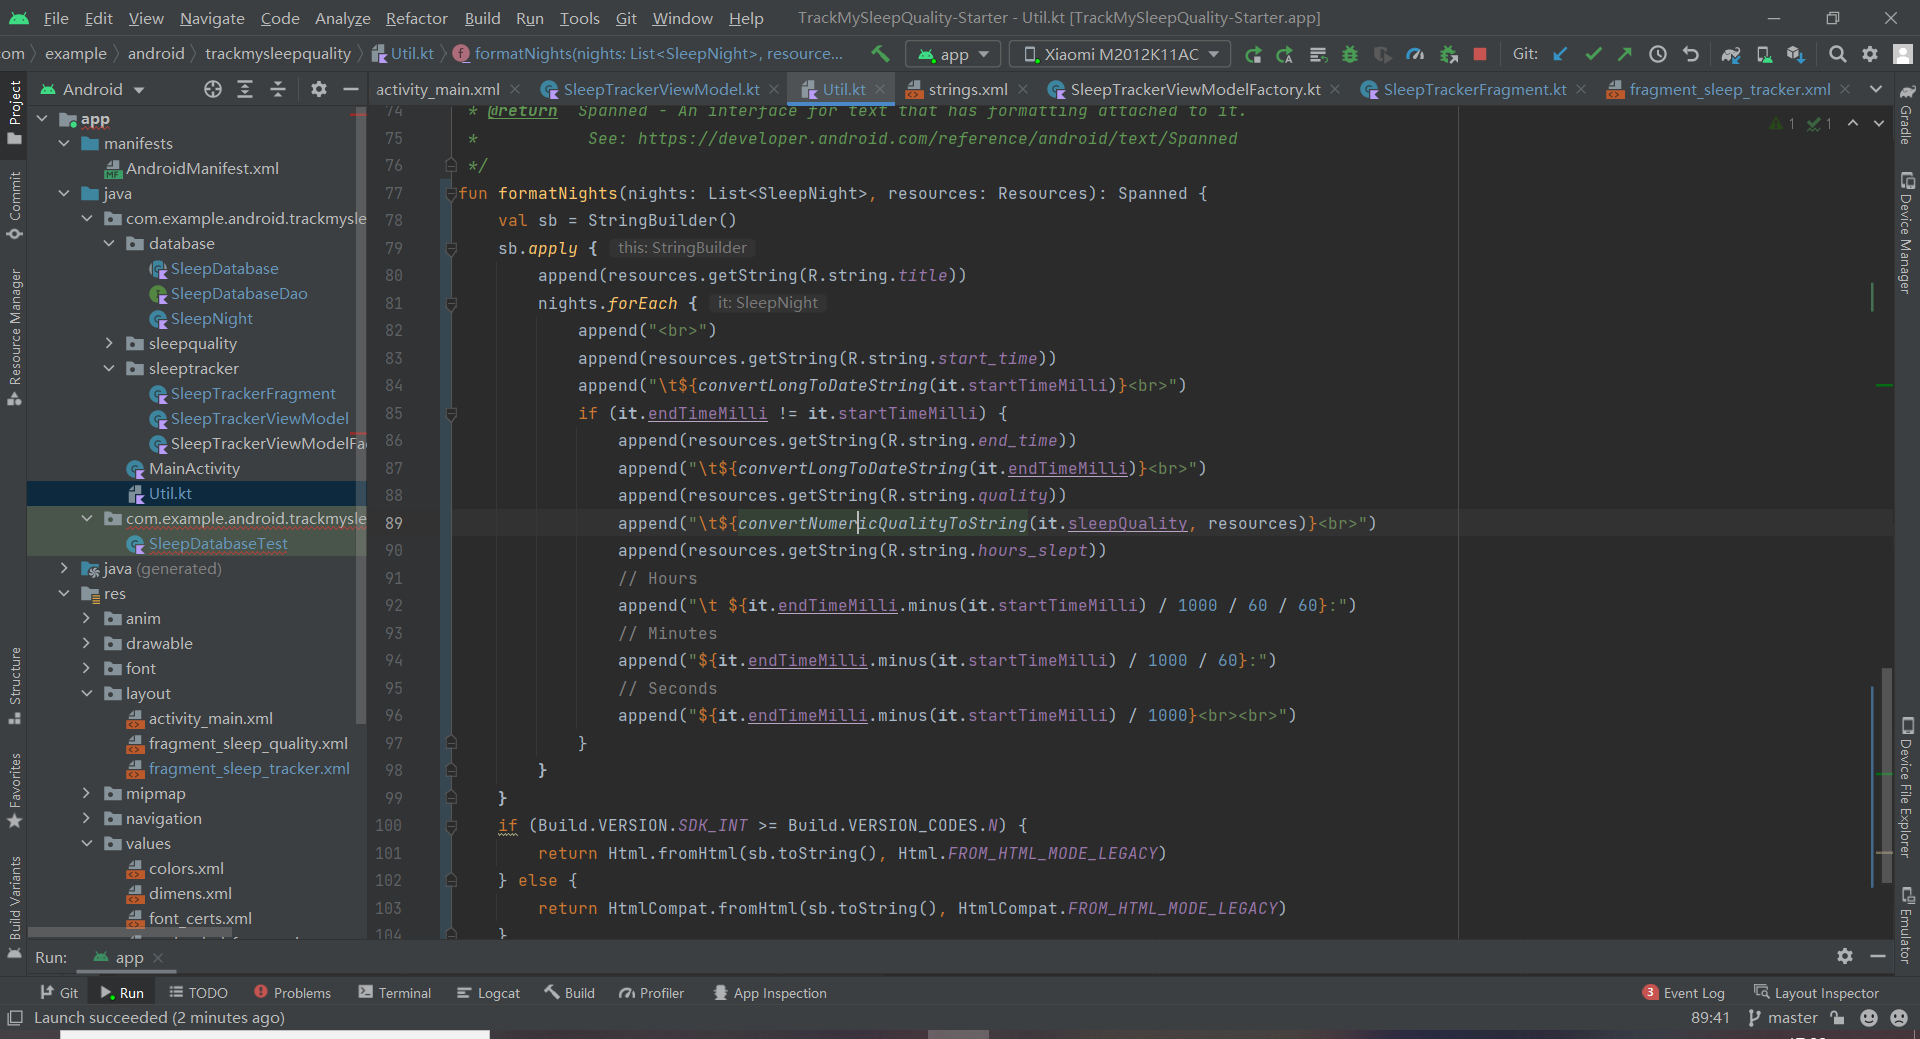 File Edit View Navigate Code Analyze Refactor Build Run Tools Git Window Help TrackMySleepQuality-Starter - Util.kt [TrackMySleepQuality-Starter.app]
om example android trackmysleepquality Util.kt formatNights(nights: List<SleepNight>, resource... app Xiaomi M2012K11AC Git:
Project Android activity_main.xml SleepTrackerViewModel.kt Util.kt strings.xml SleepTrackerViewModelFactory.kt SleepTrackerFragment.kt fragment_sleep_tracker.xml Gradle
app
manifests
AndroidManifest.xml
java
com.example.android.trackmysle
database
SleepDatabase
SleepDatabaseDao
SleepNight
sleepquality
sleeptracker
SleepTrackerFragment
SleepTrackerViewModel
SleepTrackerViewModelFa
MainActivity
Util.kt
com.example.android.trackmysle
SleepDatabaseTest
java (generated)
res
anim
drawable
font
layout
activity_main.xml
fragment_sleep_quality.xml
fragment_sleep_tracker.xml
mipmap
navigation
values
colors.xml
dimens.xml
font_certs.xml
Commit
Resource Manager
Structure
Favorites
Build Variants
74 * @return Spanned - An interface for text that has formatting attached to it.
75 * See: https://developer.android.com/reference/android/text/Spanned
76 */
77 fun formatNights(nights: List<SleepNight>, resources: Resources): Spanned {
78 val sb = StringBuilder()
79 sb.apply { this: StringBuilder
80 append(resources.getString(R.string.title))
81 nights.forEach { it: SleepNight
82 append("<br>")
83 append(resources.getString(R.string.start_time))
84 append("\t${convertLongToDateString(it.startTimeMilli)}<br>")
85 if (it.endTimeMilli != it.startTimeMilli) {
86 append(resources.getString(R.string.end_time))
87 append("\t${convertLongToDateString(it.endTimeMilli)}<br>")
88 append(resources.getString(R.string.quality))
89 append("\t${convertNumericQualityToString(it.sleepQuality, resources)}<br>")
90 append(resources.getString(R.string.hours_slept))
91 // Hours
92 append("\t ${it.endTimeMilli.minus(it.startTimeMilli) / 1000 / 60 / 60}:")
93 // Minutes
94 append("${it.endTimeMilli.minus(it.startTimeMilli) / 1000 / 60}:")
95 // Seconds
96 append("${it.endTimeMilli.minus(it.startTimeMilli) / 1000}<br><br>")
97 }
98 }
99 }
100 if (Build.VERSION.SDK_INT >= Build.VERSION_CODES.N) {
101 return Html.fromHtml(sb.toString(), Html.FROM_HTML_MODE_LEGACY)
102 } else {
103 return HtmlCompat.fromHtml(sb.toString(), HtmlCompat.FROM_HTML_MODE_LEGACY)
104 }
1 1
Device Manager
Device File Explorer
Emulator
Run: app
Git Run TODO Problems Terminal Logcat Build Profiler App Inspection 3 Event Log Layout Inspector
Launch succeeded (2 minutes ago) 89:41 master